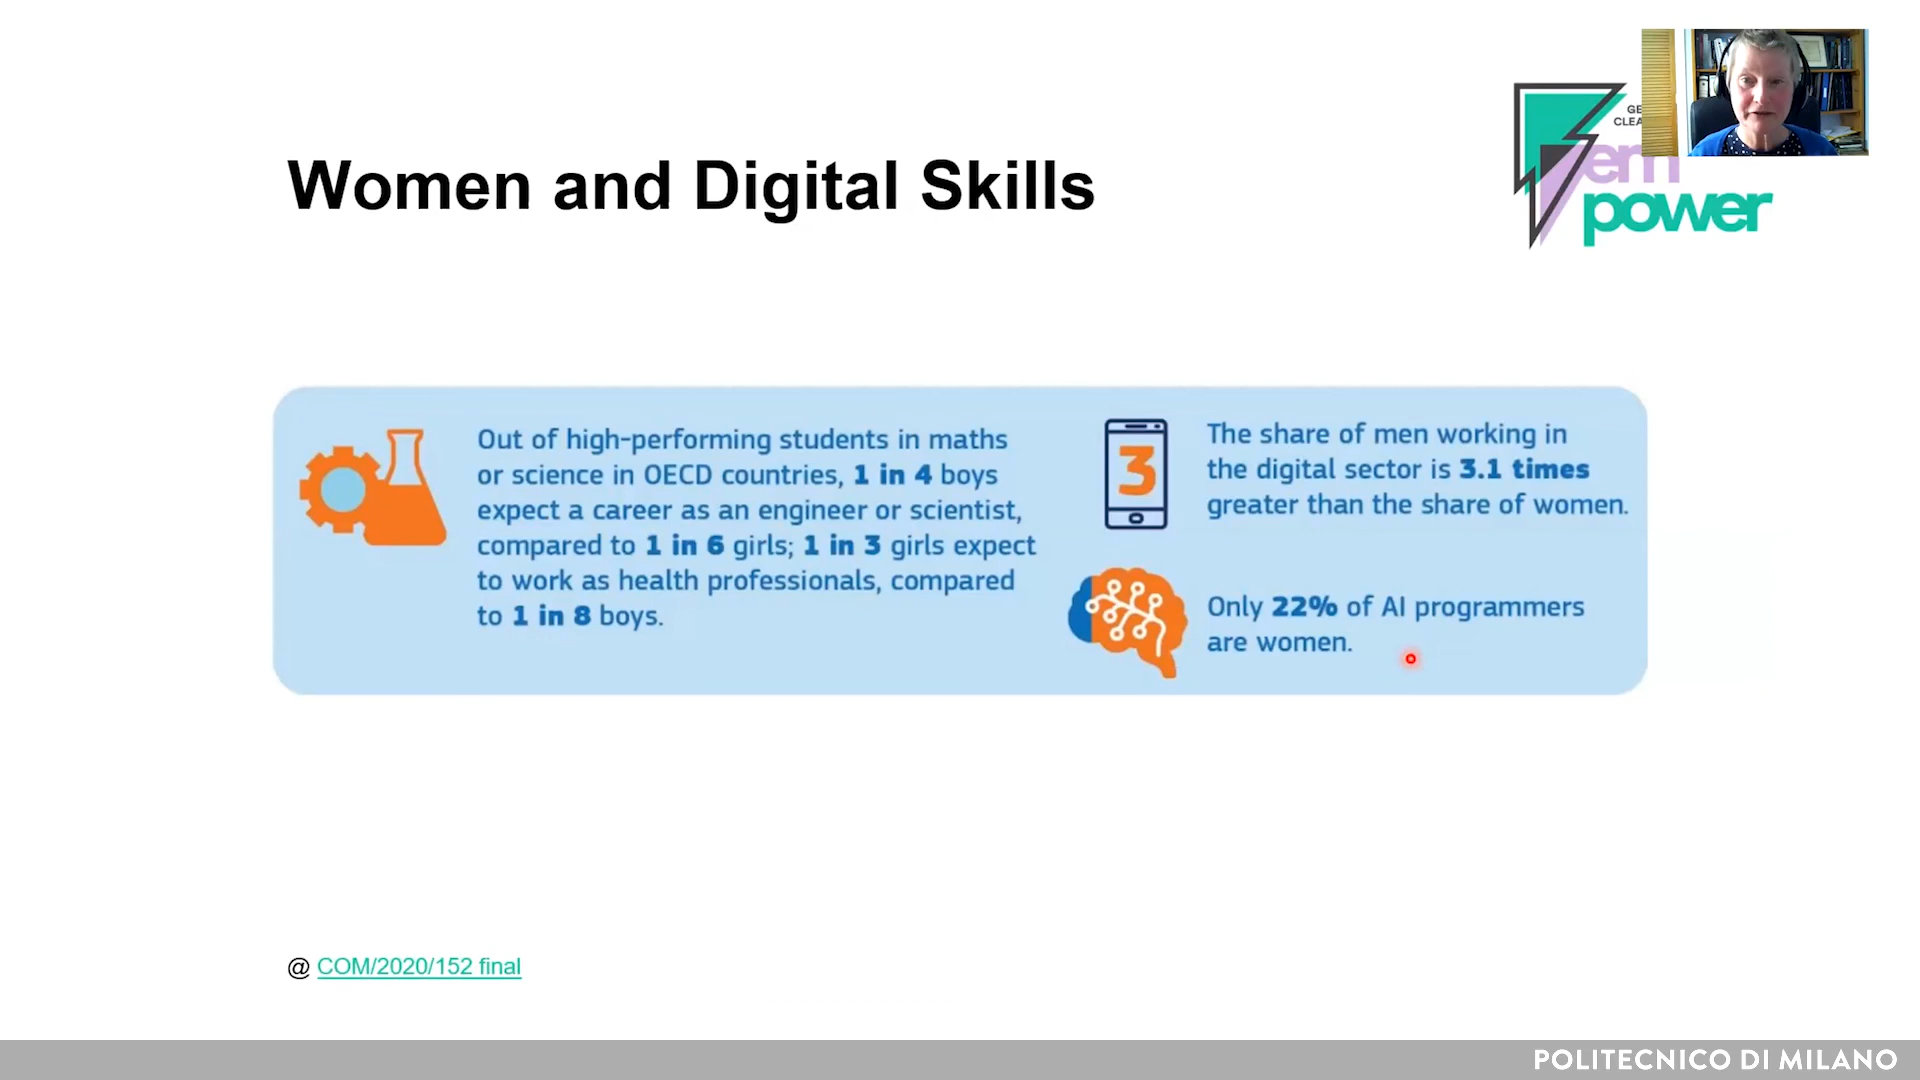 Women and Digital Skills
GE
CLEA
em
power
Out of high-performing students in maths
or science in OECD countries, 1 in 4 boys
expect a career as an engineer or scientist,
compared to 1 in 6 girls; 1 in 3 girls expect
to work as health professionals, compared
to 1 in 8 boys.
3
The share of men working in
the digital sector is 3.1 times
greater than the share of women.
Only 22% of AI programmers
are women.
@ COM/2020/152 final
POLITECNICO DI MILANO